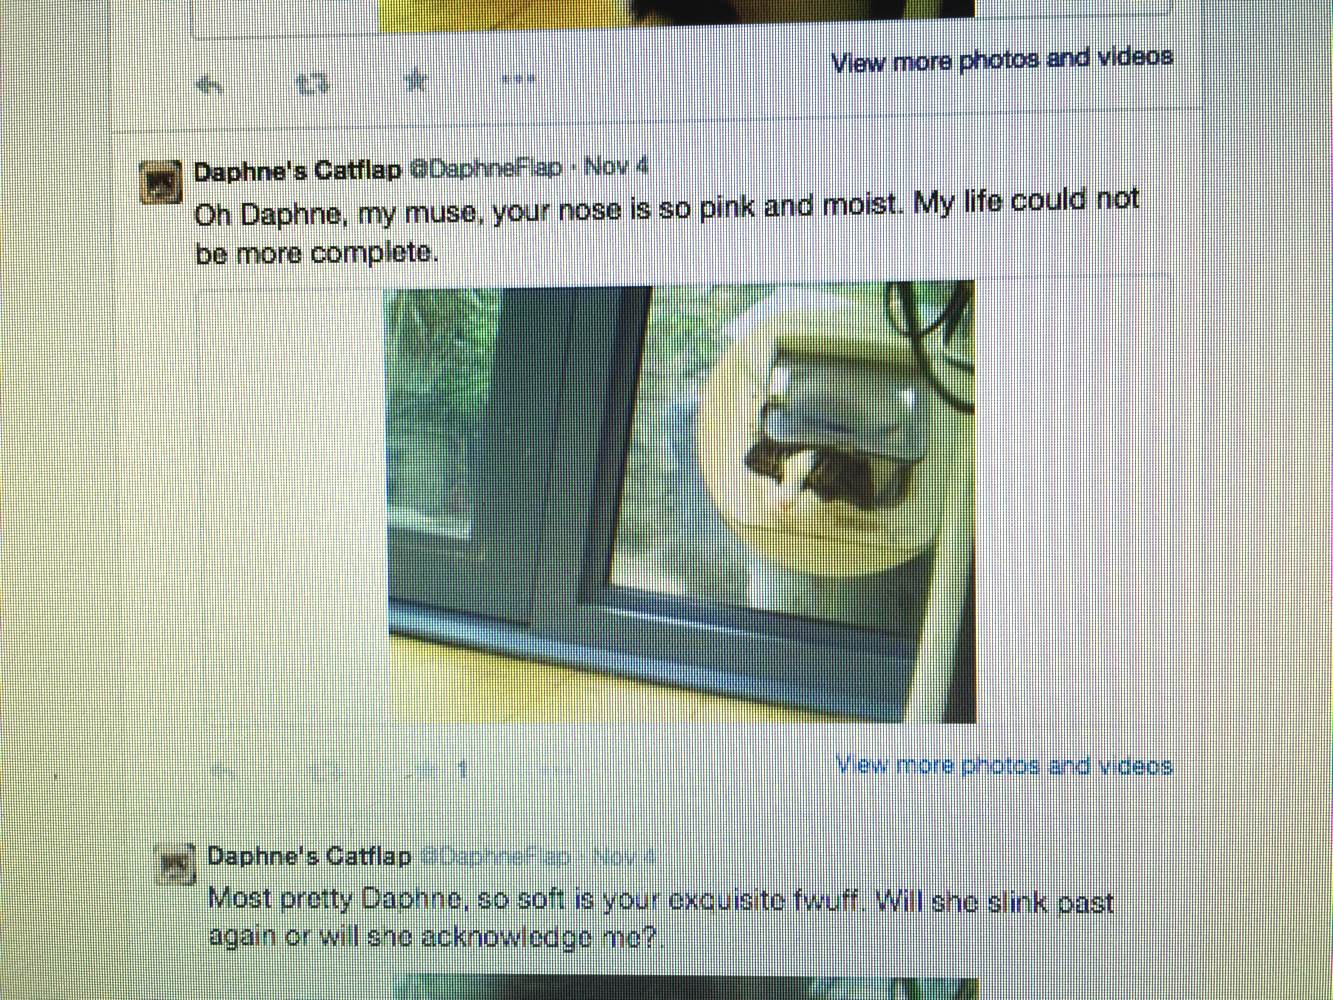 View more photos and videos
Daphne's Catflap @DaphneFlap · Nov 4
Oh Daphne, my muse, your nose is so pink and moist. My life could not
be more complete.
1
View more photos and videos
Daphne's Catflap @DaphneFlap · Nov 4
Most pretty Daphne, so soft is your exquisite fwuff. Will she slink past
again or will she acknowledge me?